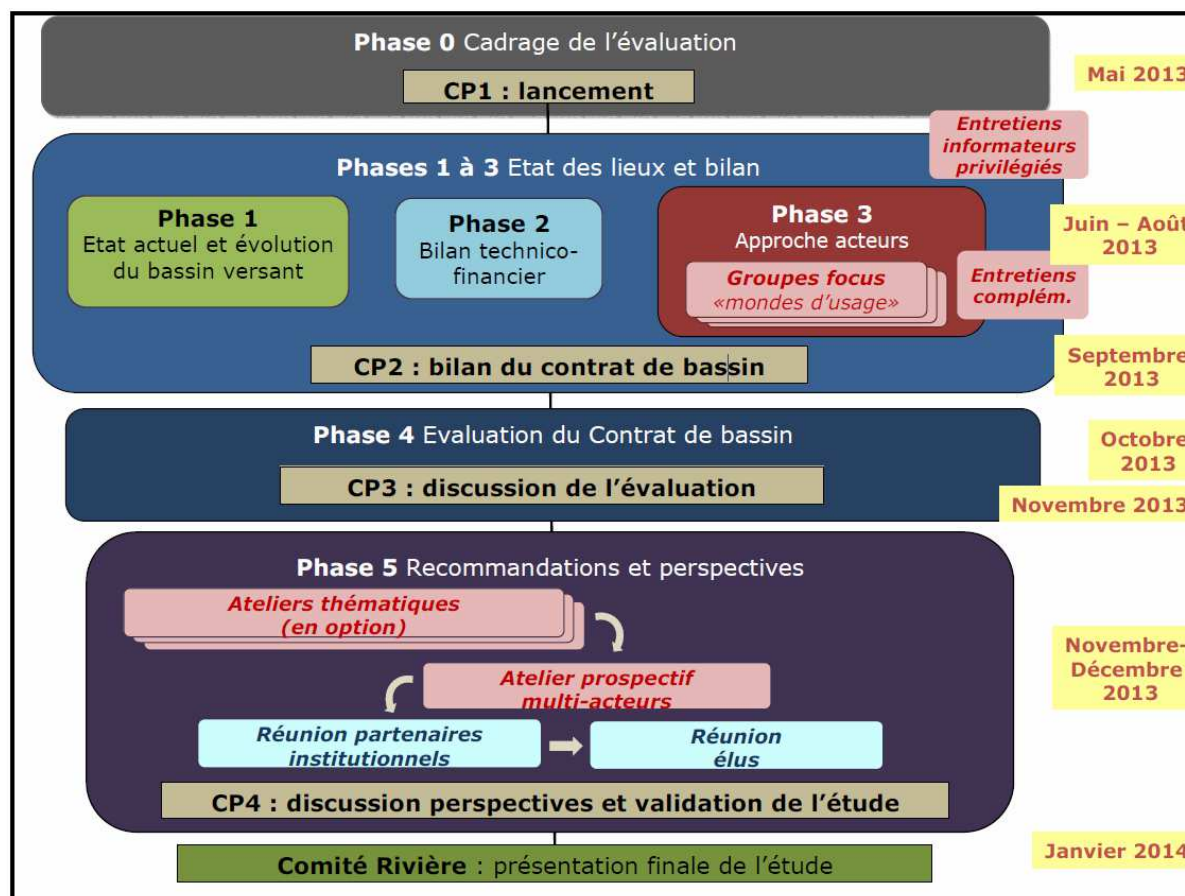 Phase 0 Cadrage de l'évaluation
CP1 : lancement
Mai 2013
Entretiens
informateurs
privilégiés
Phases 1 à 3 Etat des lieux et bilan
Phase 1
Etat actuel et évolution
du bassin versant
Phase 2
Bilan technico-
financier
Phase 3
Approche acteurs
Groupes focus
«mondes d'usage»
Entretiens
complém.
Juin – Août
2013
CP2 : bilan du contrat de bassin
Septembre
2013
Phase 4 Evaluation du Contrat de bassin
Octobre
2013
CP3 : discussion de l'évaluation
Novembre 2013
Phase 5 Recommandations et perspectives
Ateliers thématiques
(en option)
Atelier prospectif
multi-acteurs
Réunion partenaires
institutionnels
Réunion
élus
Novembre-
Décembre
2013
CP4 : discussion perspectives et validation de l'étude
Janvier 2014
Comité Rivière : présentation finale de l'étude